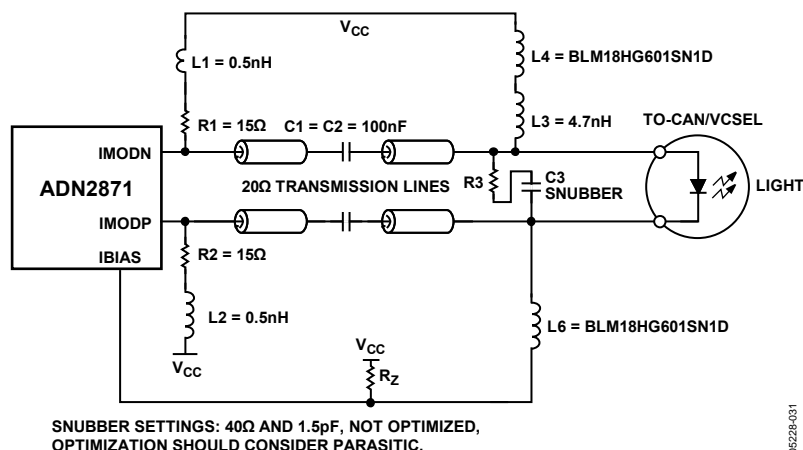 VCC
L1 = 0.5nH
L4 = BLM18HG601SN1D
R1 = 15Ω
C1 = C2 = 100nF
L3 = 4.7nH
TO-CAN/VCSEL
IMODN
ADN2871
20Ω TRANSMISSION LINES
R3
C3
SNUBBER
LIGHT
IMODP
IBIAS
R2 = 15Ω
L2 = 0.5nH
L6 = BLM18HG601SN1D
VCC
VCC
RZ
SNUBBER SETTINGS: 40Ω AND 1.5pF, NOT OPTIMIZED,
OPTIMIZATION SHOULD CONSIDER PARASITIC.
05228-031